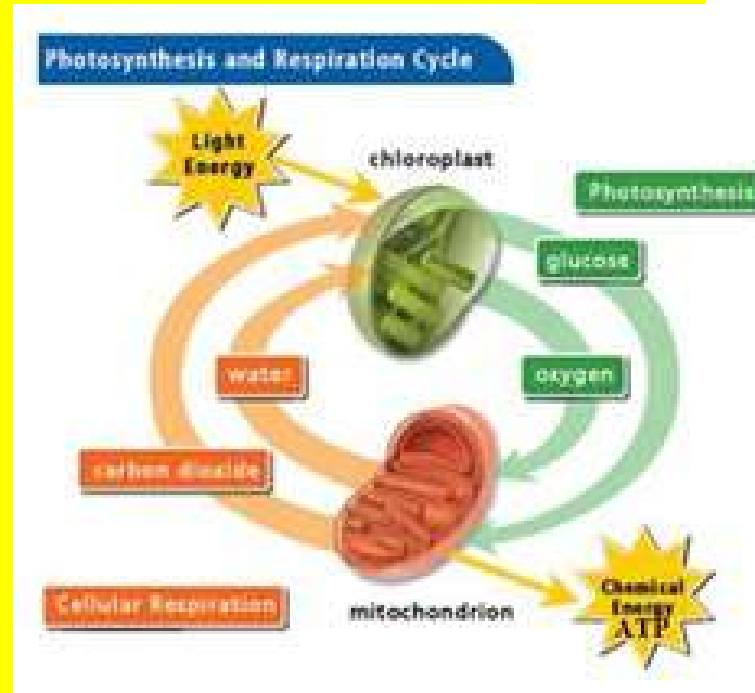 Photosynthesis and Respiration Cycle
Light
Energy
chloroplast
Photosynthesis
glucose
water
oxygen
carbon dioxide
Cellular Respiration
mitochondrion
Chemical
Energy
ATP